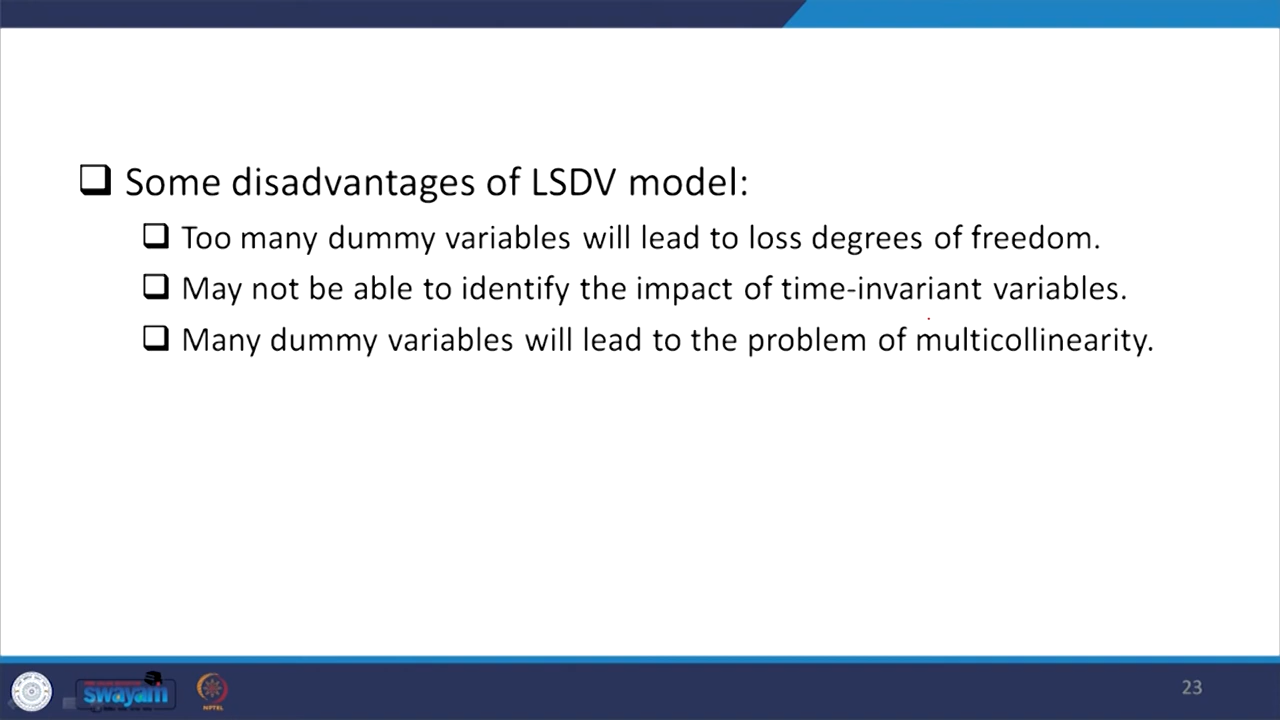 Some disadvantages of LSDV model:
Too many dummy variables will lead to loss degrees of freedom.
May not be able to identify the impact of time-invariant variables.
Many dummy variables will lead to the problem of multicollinearity.
swayam
NPTEL
23